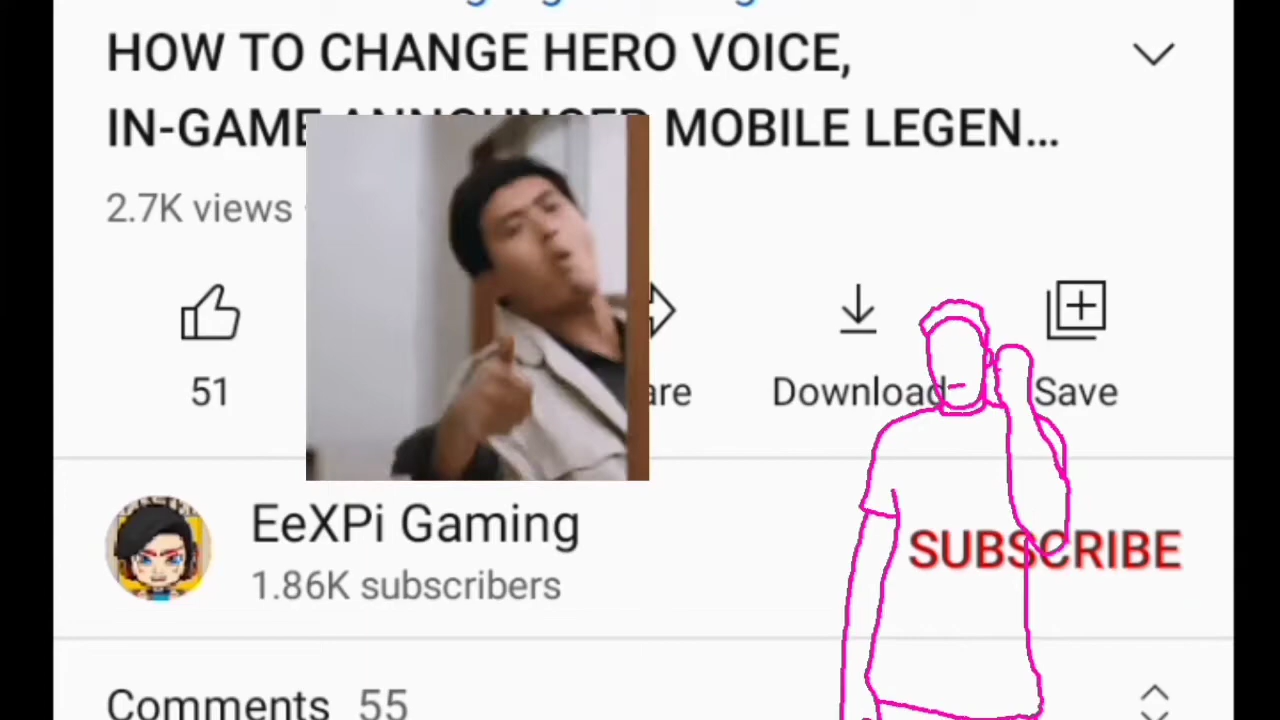 HOW TO CHANGE HERO VOICE,
IN-GAME ANNOUNCER MOBILE LEGEN...
2.7K views
51
Download
Save
EeXPi Gaming
1.86K subscribers
SUBSCRIBE
Comments 55